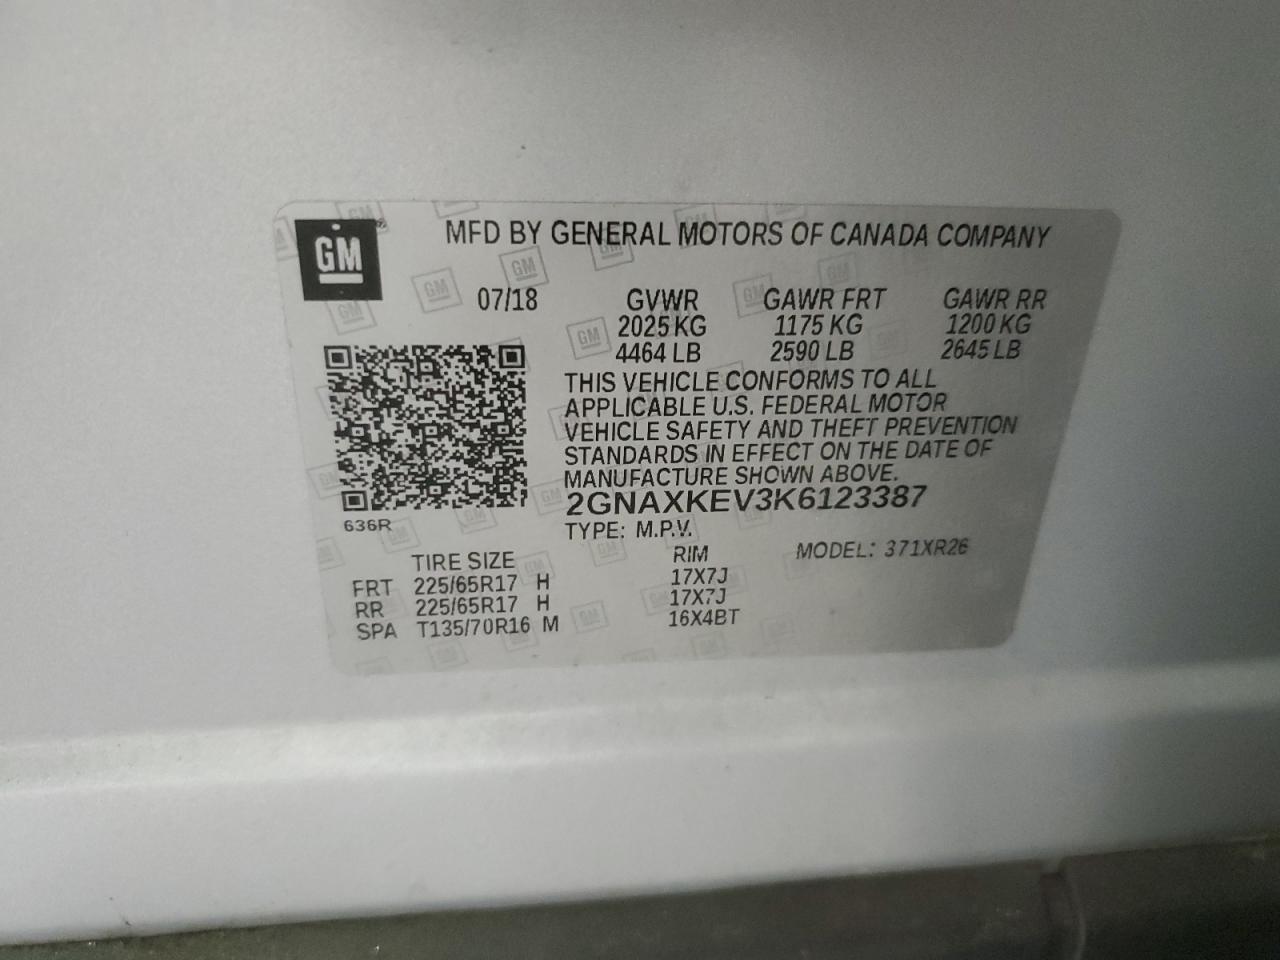 GM
MFD BY GENERAL MOTORS OF CANADA COMPANY
07/18 GVWR GAWR FRT GAWR RR
2025 KG 1175 KG 1200 KG
4464 LB 2590 LB 2645 LB
THIS VEHICLE CONFORMS TO ALL
APPLICABLE U.S. FEDERAL MOTOR
VEHICLE SAFETY AND THEFT PREVENTION
STANDARDS IN EFFECT ON THE DATE OF
MANUFACTURE SHOWN ABOVE.
2GNAXKEV3K6123387
636R
TYPE: M.P.V.
MODEL: 371XR26
TIRE SIZE RIM
FRT 225/65R17 H 17X7J
RR 225/65R17 H 17X7J
SPA T135/70R16 M 16X4BT